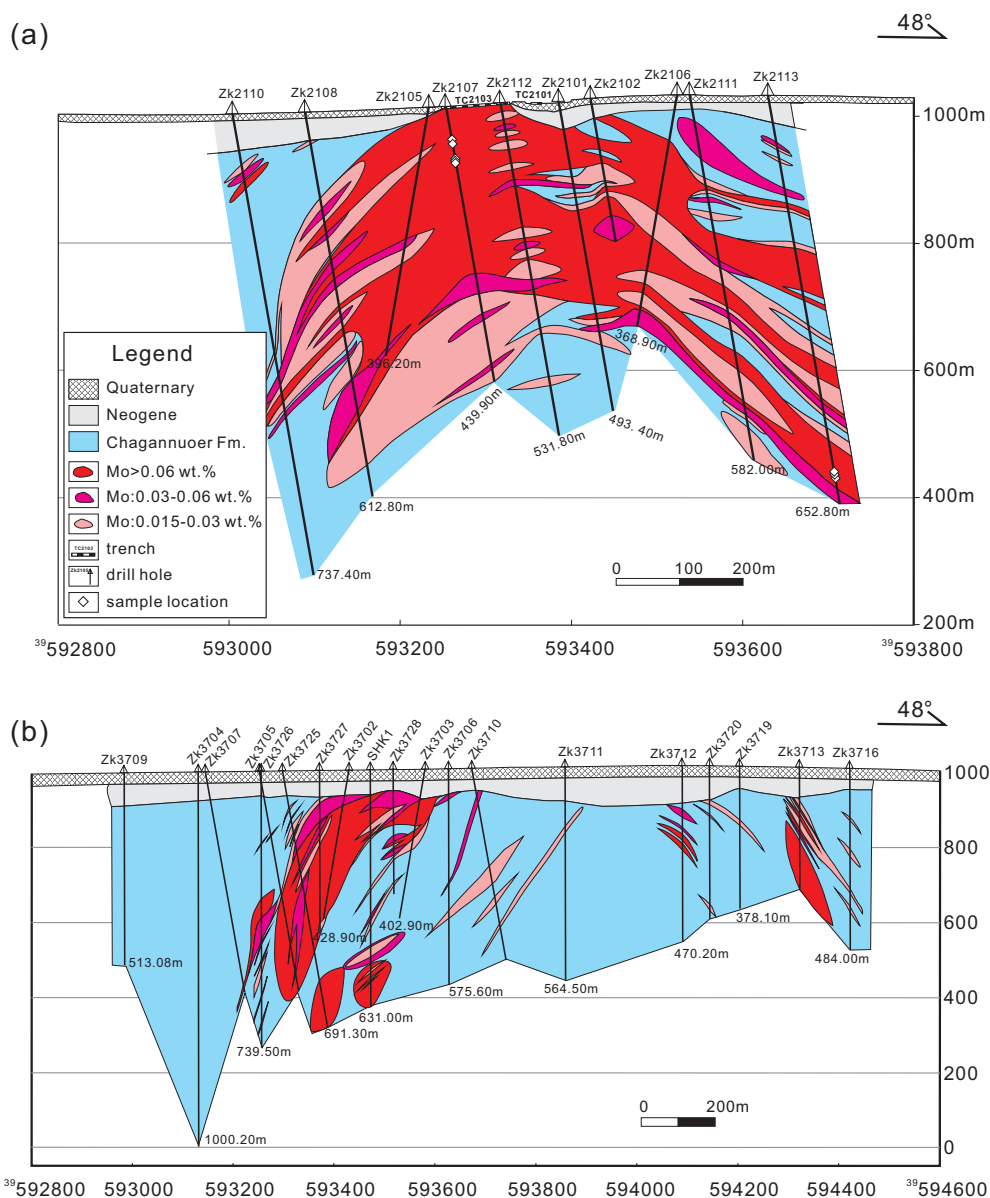 (a)
48°
Zk2110
Zk2108
Zk2105
Zk2107
TC2103
Zk2112
TC2101
Zk2101
Zk2102
Zk2106
Zk2111
Zk2113
1000m
800m
600m
400m
200m
396.20m
368.90m
439.90m
531.80m
493. 40m
582.00m
612.80m
652.80m
737.40m
Legend
Quaternary
Neogene
Chagannuoer Fm.
Mo>0.06 wt.%
Mo:0.03-0.06 wt.%
Mo:0.015-0.03 wt.%
TC2103 trench
Zk2105 drill hole
sample location
0 100 200m
³⁹592800 593000 593200 593400 593600 ³⁹593800
(b)
48°
Zk3709
Zk3704
Zk3707
Zk3705
Zk3726
Zk3725
Zk3727
Zk3702
SHK1
Zk3728
Zk3703
Zk3706
Zk3710
Zk3711
Zk3712
Zk3720
Zk3719
Zk3713
Zk3716
1000
800
600
400
200
0
513.08m
428.90m
402.90m
378.10m
470.20m
484.00m
575.60m
564.50m
631.00m
691.30m
739.50m
1000.20m
0 200m
³⁹592800 593000 593200 593400 593600 593800 594000 594200 594400 ³⁹594600